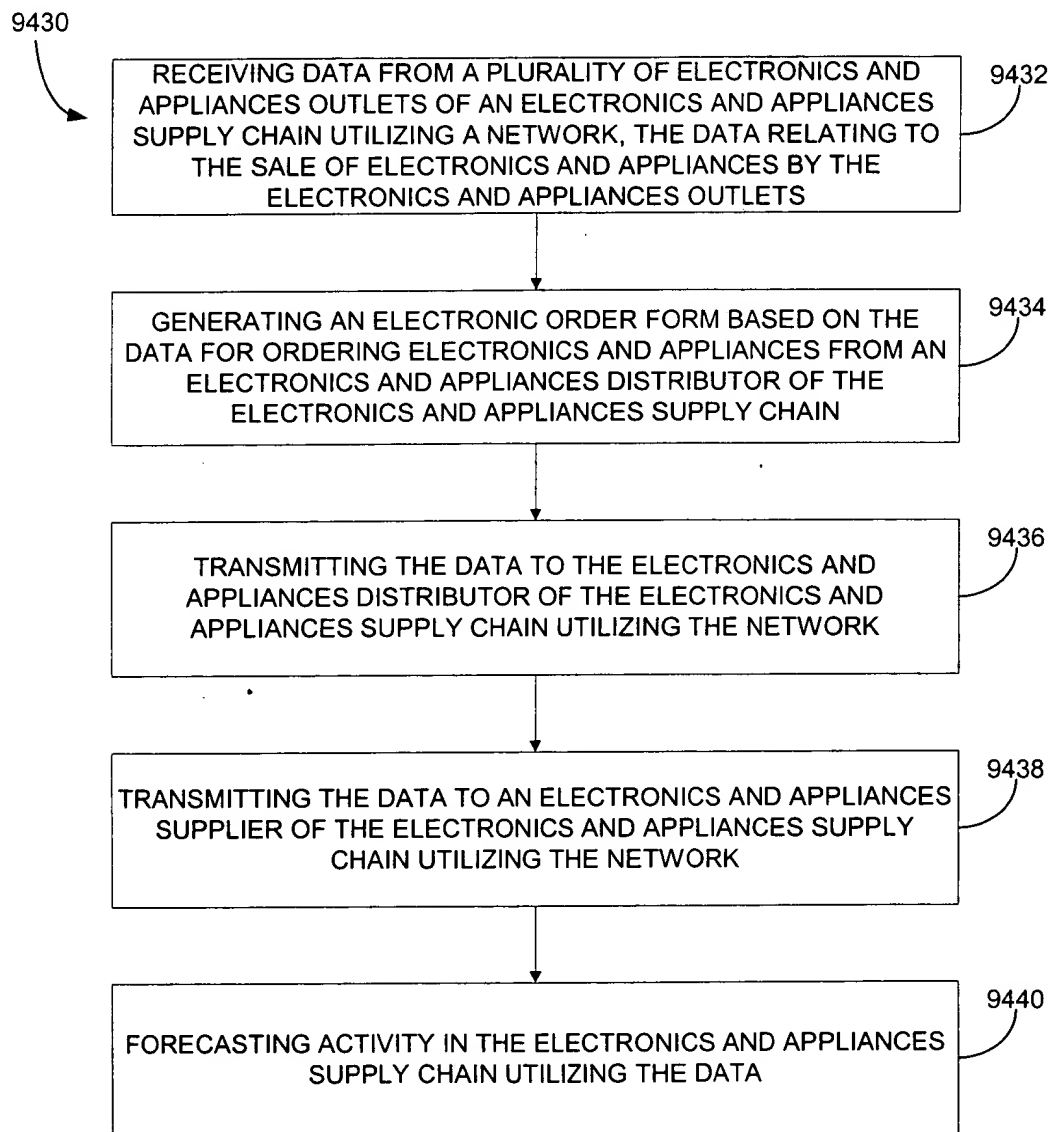 9430
RECEIVING DATA FROM A PLURALITY OF ELECTRONICS AND
APPLIANCES OUTLETS OF AN ELECTRONICS AND APPLIANCES
SUPPLY CHAIN UTILIZING A NETWORK, THE DATA RELATING TO
THE SALE OF ELECTRONICS AND APPLIANCES BY THE
ELECTRONICS AND APPLIANCES OUTLETS
9432
GENERATING AN ELECTRONIC ORDER FORM BASED ON THE
DATA FOR ORDERING ELECTRONICS AND APPLIANCES FROM AN
ELECTRONICS AND APPLIANCES DISTRIBUTOR OF THE
ELECTRONICS AND APPLIANCES SUPPLY CHAIN
9434
TRANSMITTING THE DATA TO THE ELECTRONICS AND
APPLIANCES DISTRIBUTOR OF THE ELECTRONICS AND
APPLIANCES SUPPLY CHAIN UTILIZING THE NETWORK
9436
TRANSMITTING THE DATA TO AN ELECTRONICS AND APPLIANCES
SUPPLIER OF THE ELECTRONICS AND APPLIANCES SUPPLY
CHAIN UTILIZING THE NETWORK
9438
FORECASTING ACTIVITY IN THE ELECTRONICS AND APPLIANCES
SUPPLY CHAIN UTILIZING THE DATA
9440